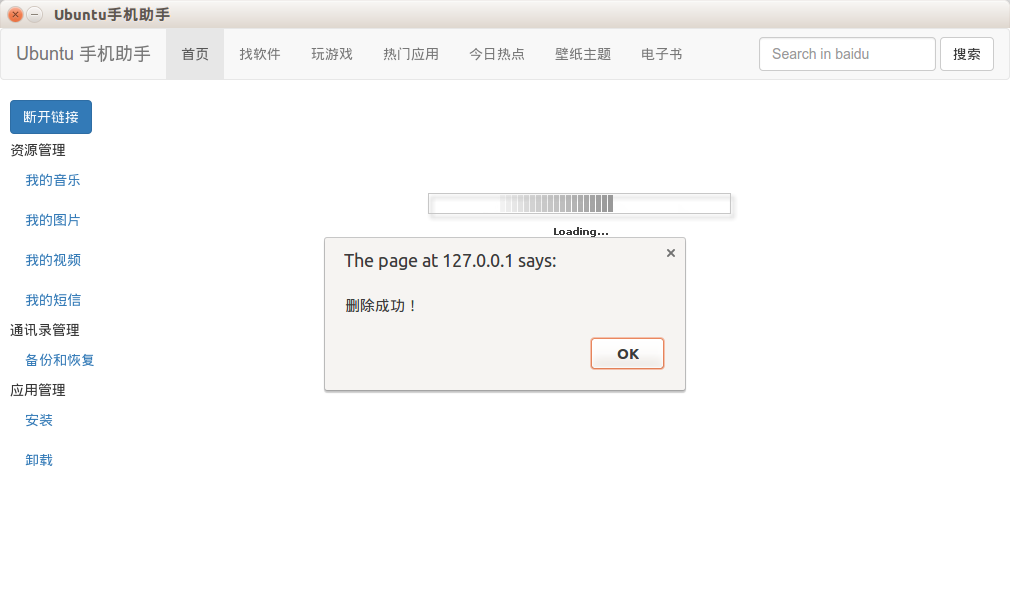 Ubuntu手机助手
Ubuntu 手机助手 首页 找软件 玩游戏 热门应用 今日热点 壁纸主题 电子书 Search in baidu 搜索
断开链接
资源管理
我的音乐
我的图片
我的视频
我的短信
通讯录管理
备份和恢复
应用管理
安装
卸载
Loading...
The page at 127.0.0.1 says:
删除成功！
OK